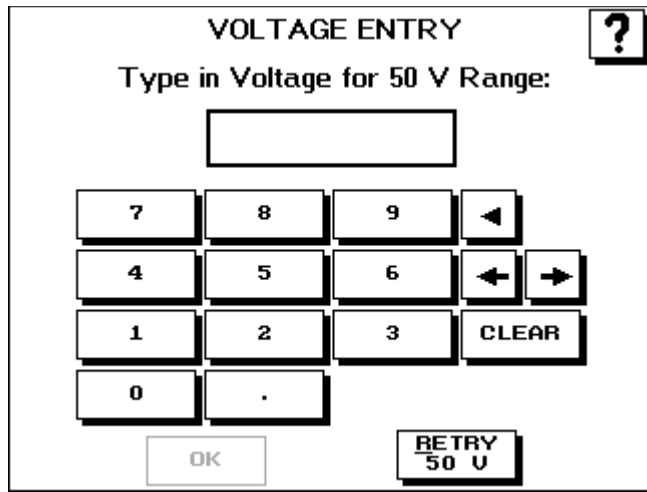 VOLTAGE ENTRY
?
Type in Voltage for 50 V Range:
7 8 9
4 5 6
1 2 3 CLEAR
0 .
OK
RETRY
50 V